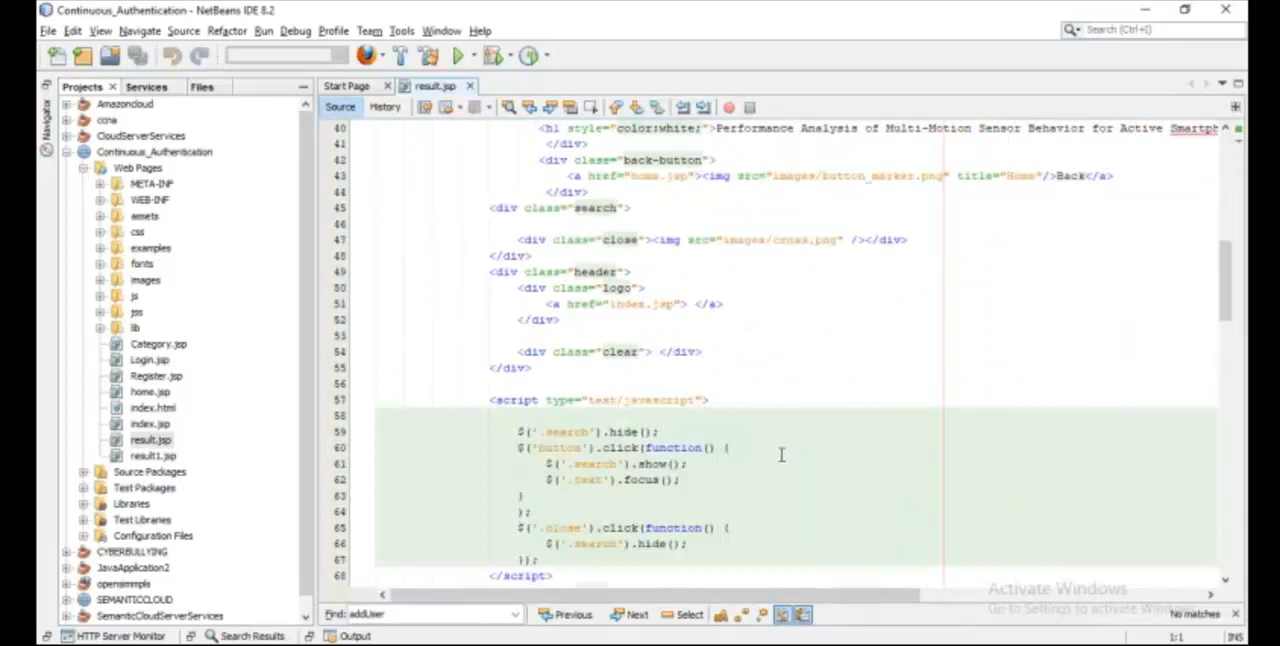 Continuous_Authentication - NetBeans IDE 8.2
File Edit View Navigate Source Refactor Run Debug Profile Team Tools Window Help
Search (Ctrl+I)
Projects Services Files
Start Page result.jsp
Source History
Navigator
Amazoncloud
cona
CloudServerServices
Continuous_Authentication
Web Pages
META-INF
WEB-INF
assets
css
examples
fonts
images
js
jss
lib
Category.jsp
Login.jsp
Register.jsp
home.jsp
index.html
index.jsp
result.jsp
result1.jsp
Source Packages
Test Packages
Libraries
Test Libraries
Configuration Files
CYBERBULLYING
JavaApplication2
opensimmpls
SEMANTICCLOUD
SemanticCloudServerServices
40 <h1 style="color:white;">Performance Analysis of Multi-Motion Sensor Behavior for Active Smartph
41 </div>
42 <div class="back-button">
43 <a href="home.jsp"><img src="images/button_marker.png" title="Home"/>Back</a>
44 </div>
45 <div class="search">
46
47 <div class="close"><img src="images/cross.png" /></div>
48 </div>
49 <div class="header">
50 <div class="logo">
51 <a href="index.jsp"> </a>
52 </div>
53
54 <div class="clear"> </div>
55 </div>
56
57 <script type="text/javascript">
58
59 $('.search').hide();
60 $('button').click(function() {
61 $('.search').show();
62 $('.text').focus();
63 }
64 );
65 $('.close').click(function() {
66 $('.search').hide();
67 });
68 </script>
Activate Windows
Go to Settings to activate Windows.
Find: addUser Previous Next Select No matches
HTTP Server Monitor Search Results Output
1:1 INS